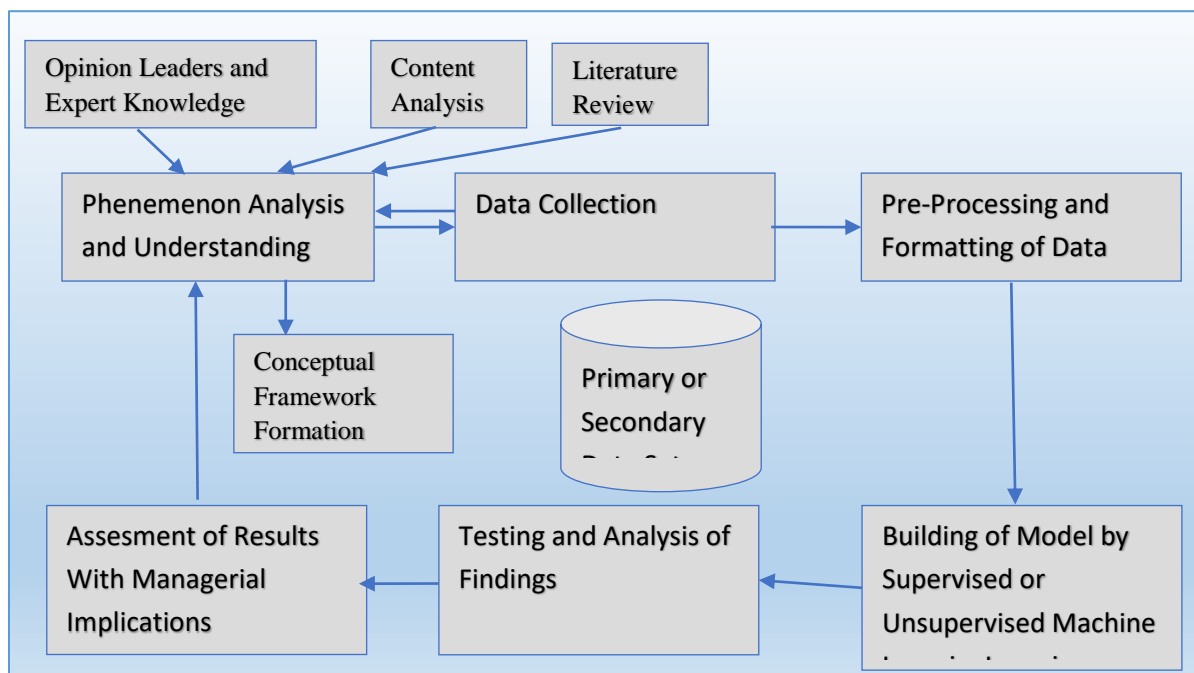 Opinion Leaders and
Expert Knowledge
Content
Analysis
Literature
Review
Phenemenon Analysis
and Understanding
Data Collection
Pre-Processing and
Formatting of Data
Conceptual
Framework
Formation
Primary or
Secondary
Assesment of Results
With Managerial
Implications
Testing and Analysis of
Findings
Building of Model by
Supervised or
Unsupervised Machine